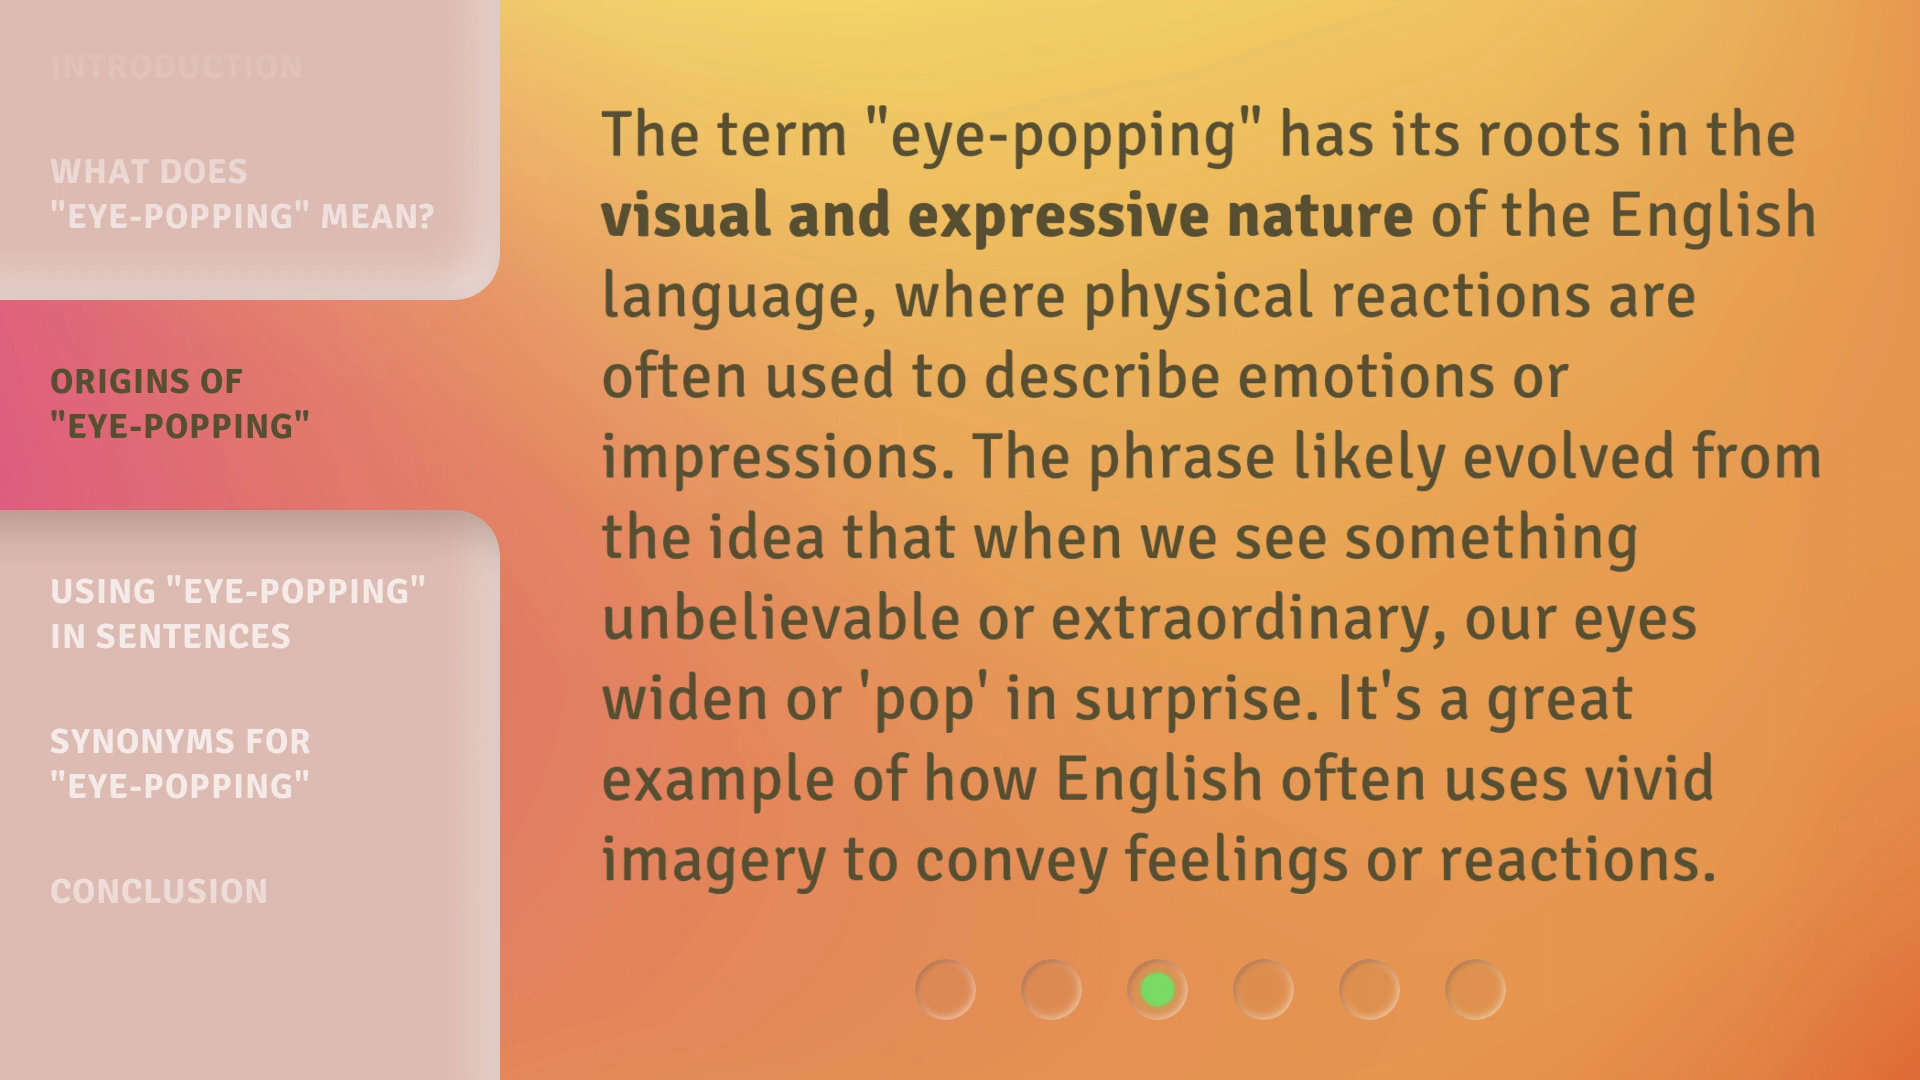 INTRODUCTION
WHAT DOES
"EYE-POPPING" MEAN?
ORIGINS OF
"EYE-POPPING"
USING "EYE-POPPING"
IN SENTENCES
SYNONYMS FOR
"EYE-POPPING"
CONCLUSION
The term "eye-popping" has its roots in the
visual and expressive nature of the English
language, where physical reactions are
often used to describe emotions or
impressions. The phrase likely evolved from
the idea that when we see something
unbelievable or extraordinary, our eyes
widen or 'pop' in surprise. It's a great
example of how English often uses vivid
imagery to convey feelings or reactions.